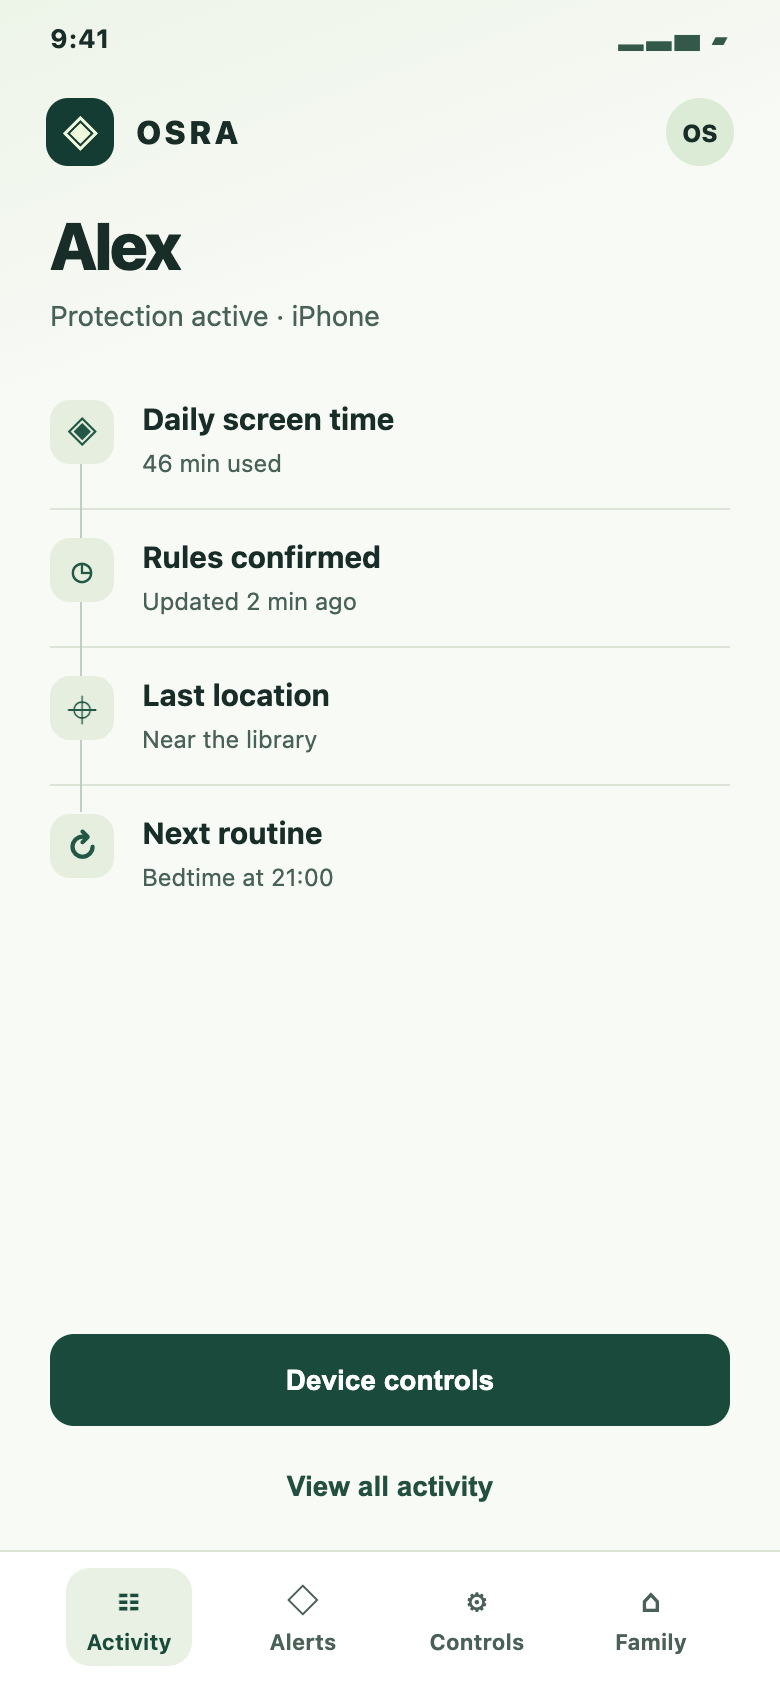 9:41
OSRA
OS
Alex
Protection active · iPhone
Daily screen time
46 min used
Rules confirmed
Updated 2 min ago
Last location
Near the library
Next routine
Bedtime at 21:00
Device controls
View all activity
Activity
Alerts
Controls
Family